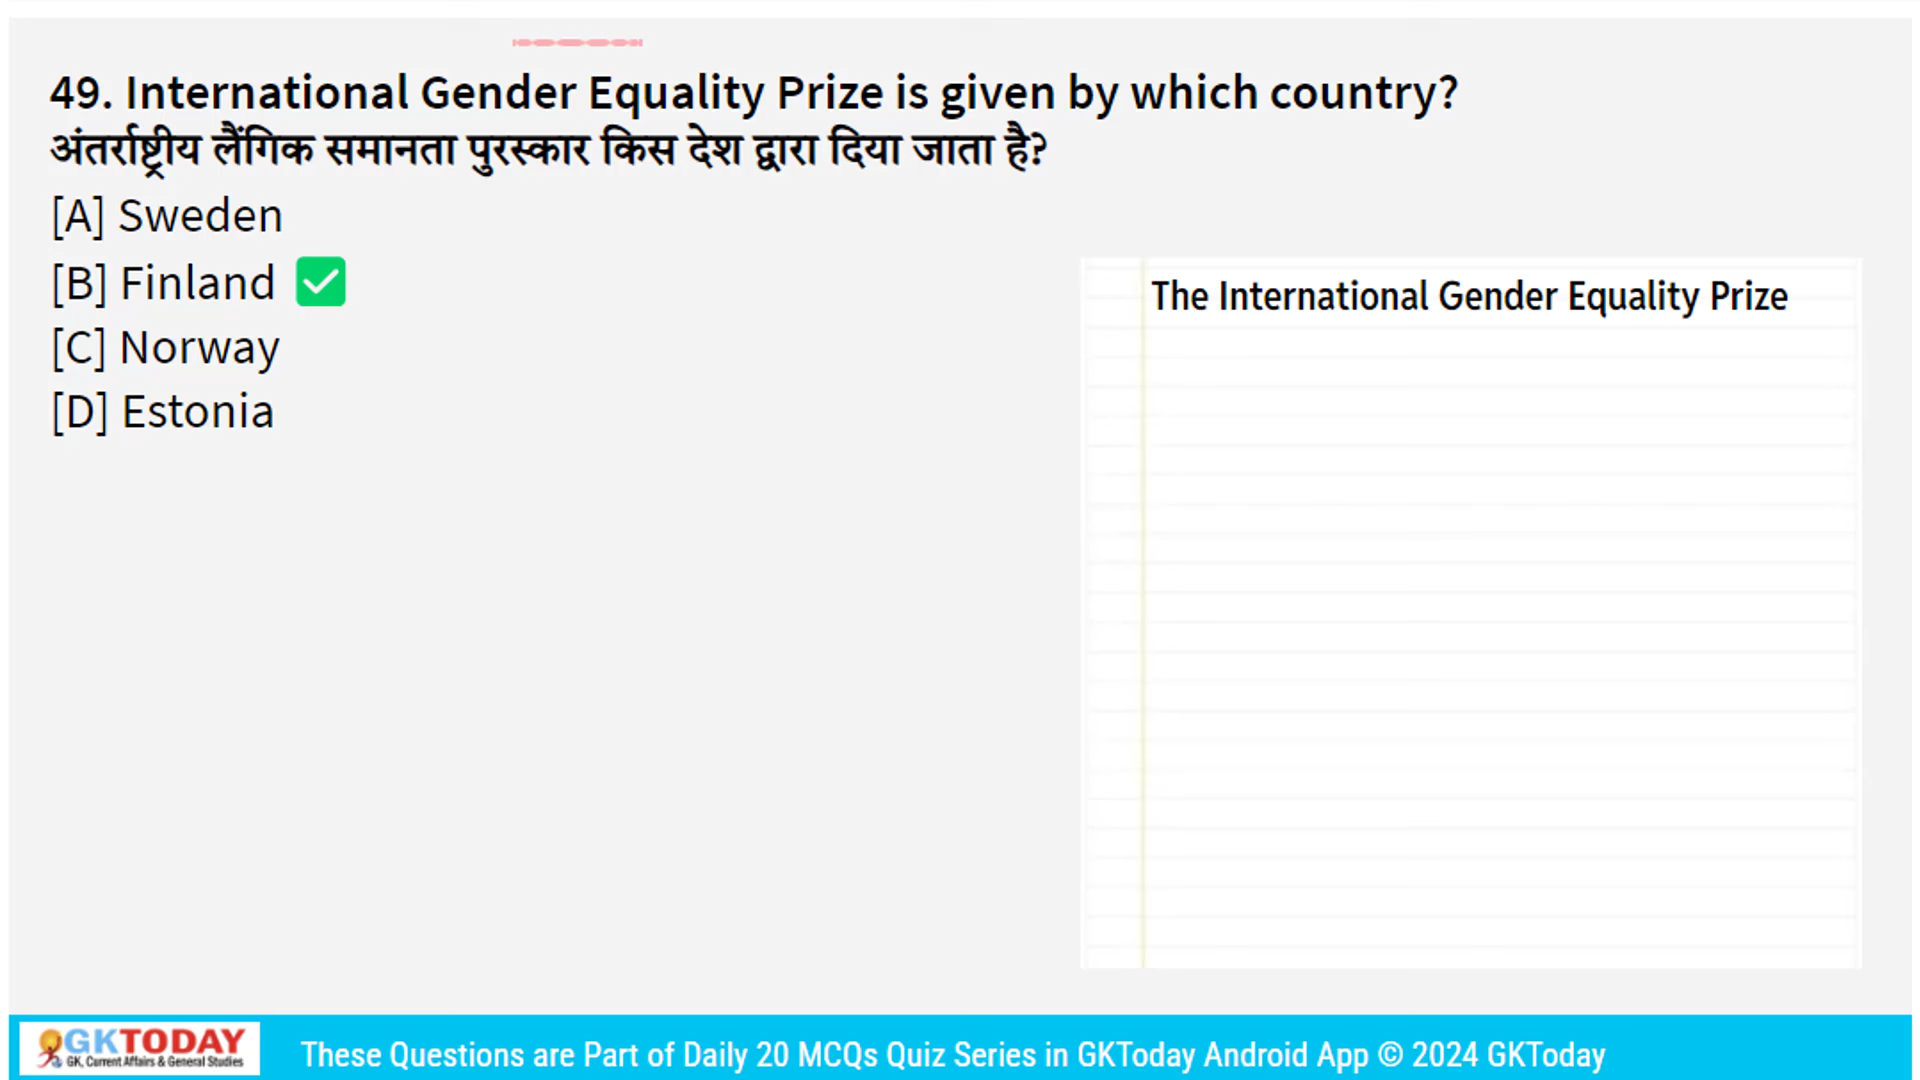 49. International Gender Equality Prize is given by which country?
अंतर्राष्ट्रीय लैंगिक समानता पुरस्कार किस देश द्वारा दिया जाता है?
[A] Sweden
[B] Finland ✅
[C] Norway
[D] Estonia
The International Gender Equality Prize
GKTODAY
GK, Current Affairs & General Studies
These Questions are Part of Daily 20 MCQs Quiz Series in GKToday Android App © 2024 GKToday